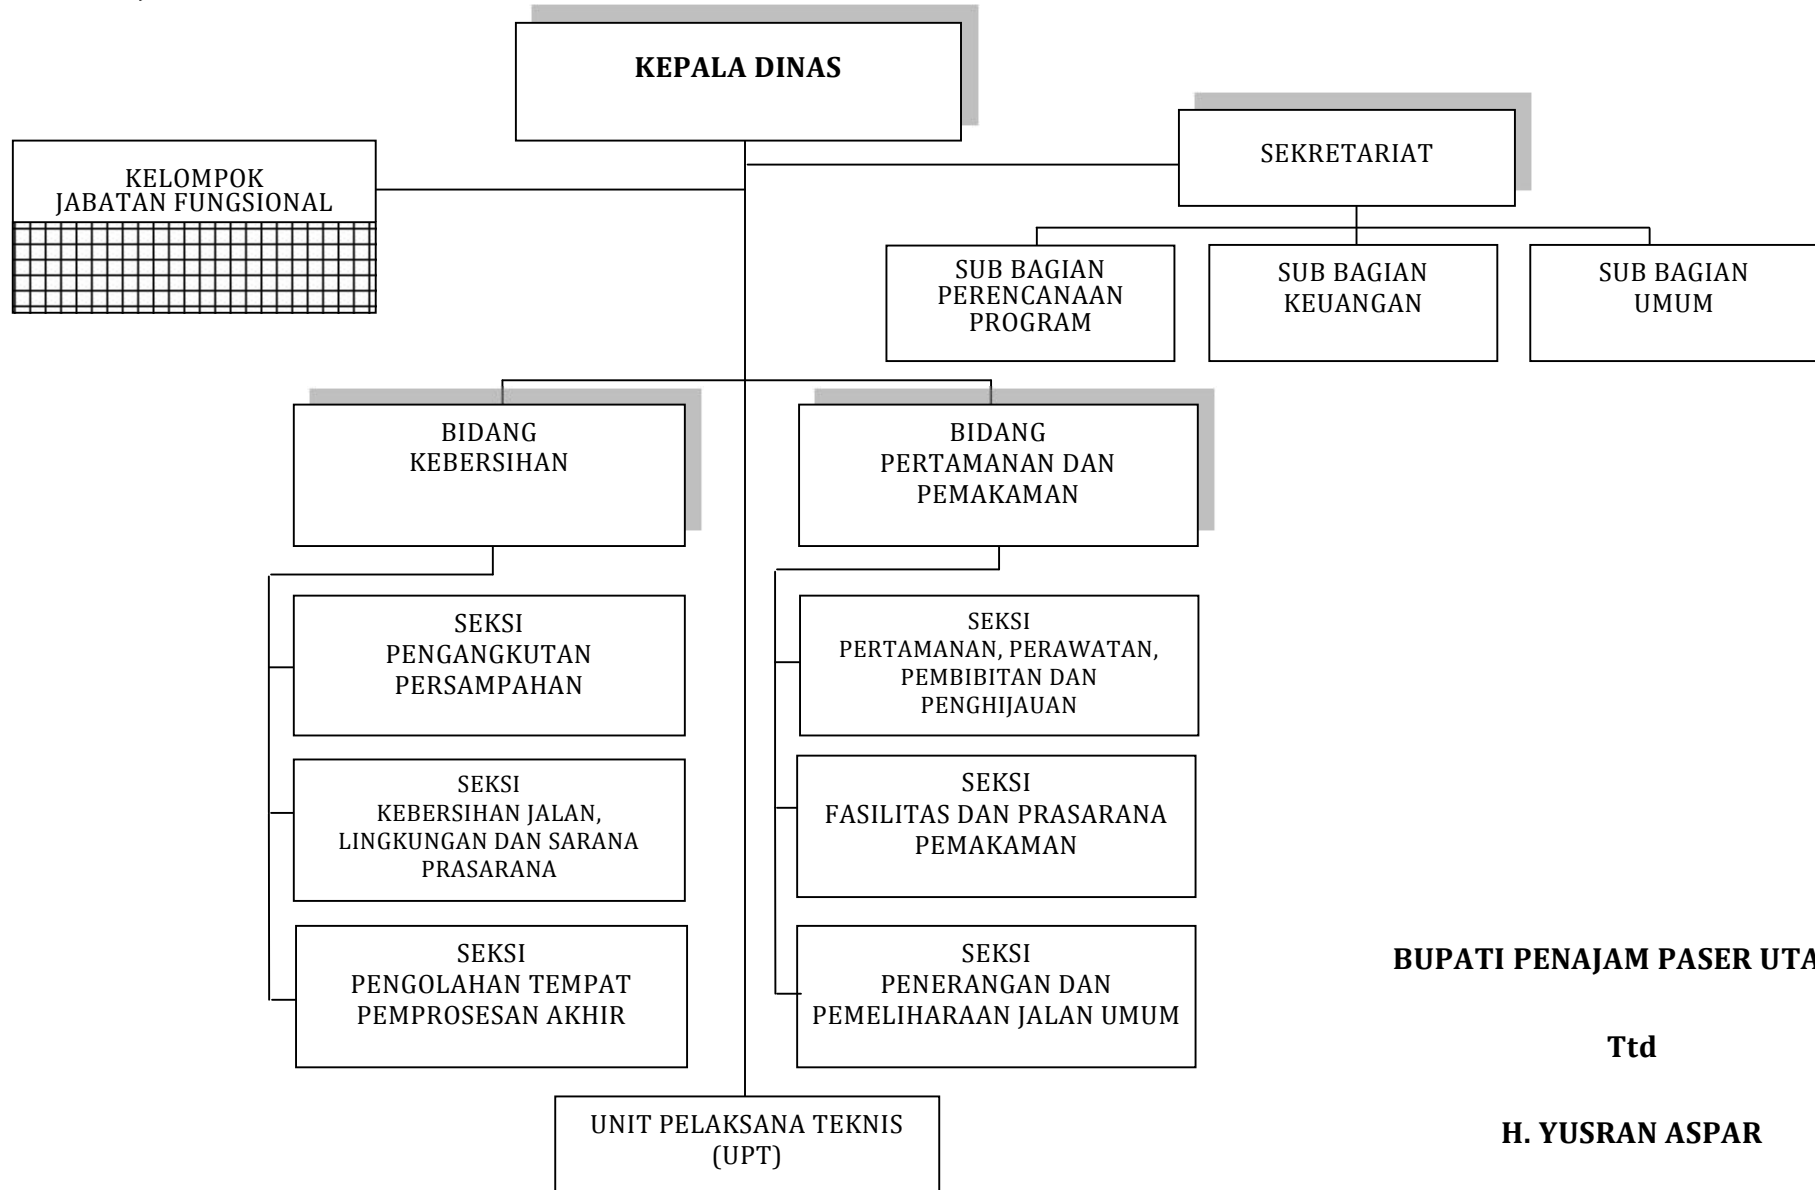 KEPALA DINAS
SEKRETARIAT
KELOMPOK
JABATAN FUNGSIONAL
SUB BAGIAN
PERENCANAAN
PROGRAM
SUB BAGIAN
KEUANGAN
SUB BAGIAN
UMUM
BIDANG
KEBERSIHAN
BIDANG
PERTAMANAN DAN
PEMAKAMAN
SEKSI
PENGANGKUTAN
PERSAMPAHAN
SEKSI
PERTAMANAN, PERAWATAN,
PEMBIBITAN DAN
PENGHIJAUAN
SEKSI
KEBERSIHAN JALAN,
LINGKUNGAN DAN SARANA
PRASARANA
SEKSI
FASILITAS DAN PRASARANA
PEMAKAMAN
SEKSI
PENGOLAHAN TEMPAT
PEMPROSESAN AKHIR
SEKSI
PENERANGAN DAN
PEMELIHARAAN JALAN UMUM
UNIT PELAKSANA TEKNIS
(UPT)
BUPATI PENAJAM PASER UTA
Ttd
H. YUSRAN ASPAR